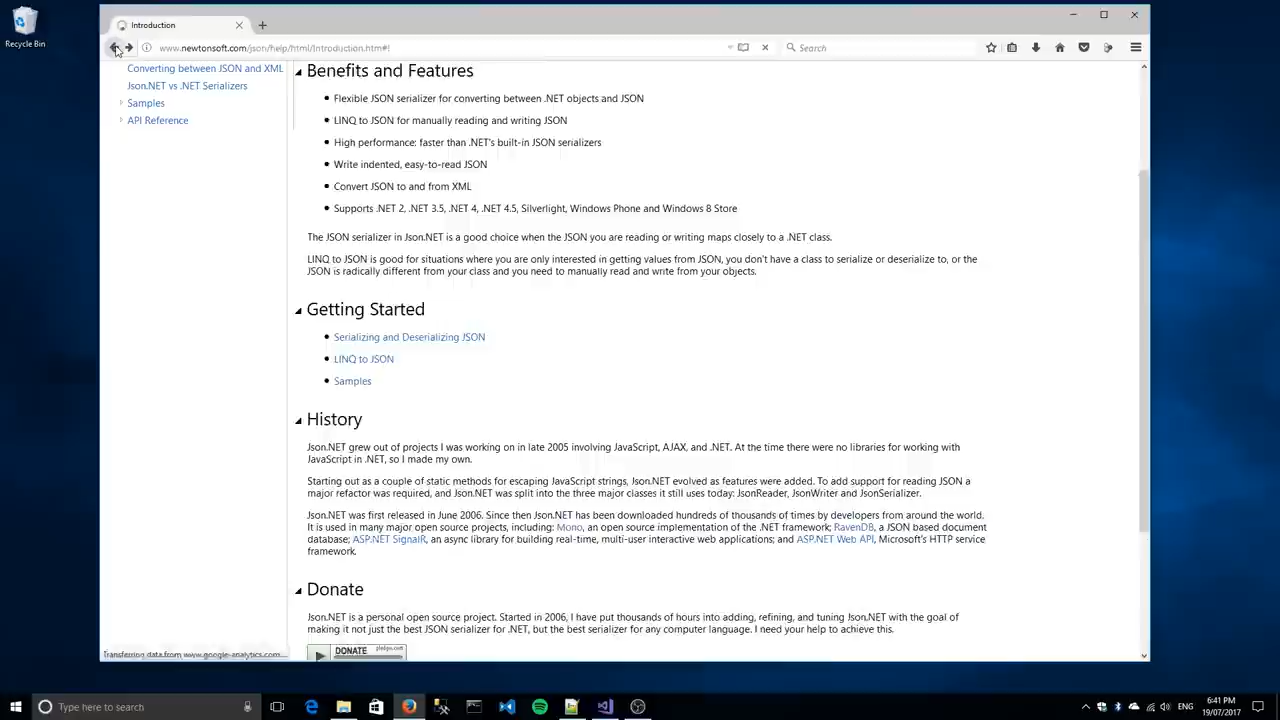 Recycle Bin
Introduction
www.newtonsoft.com/json/help/html/Introduction.htm#!
Search
Converting between JSON and XML
Json.NET vs .NET Serializers
Samples
API Reference
Benefits and Features
Flexible JSON serializer for converting between .NET objects and JSON
LINQ to JSON for manually reading and writing JSON
High performance: faster than .NET's built-in JSON serializers
Write indented, easy-to-read JSON
Convert JSON to and from XML
Supports .NET 2, .NET 3.5, .NET 4, .NET 4.5, Silverlight, Windows Phone and Windows 8 Store
The JSON serializer in Json.NET is a good choice when the JSON you are reading or writing maps closely to a .NET class.
LINQ to JSON is good for situations where you are only interested in getting values from JSON, you don't have a class to serialize or deserialize to, or the
JSON is radically different from your class and you need to manually read and write from your objects.
Getting Started
Serializing and Deserializing JSON
LINQ to JSON
Samples
History
Json.NET grew out of projects I was working on in late 2005 involving JavaScript, AJAX, and .NET. At the time there were no libraries for working with
JavaScript in .NET, so I made my own.
Starting out as a couple of static methods for escaping JavaScript strings, Json.NET evolved as features were added. To add support for reading JSON a
major refactor was required, and Json.NET was split into the three major classes it still uses today: JsonReader, JsonWriter and JsonSerializer.
Json.NET was first released in June 2006. Since then Json.NET has been downloaded hundreds of thousands of times by developers from around the world.
It is used in many major open source projects, including: Mono, an open source implementation of the .NET framework; RavenDB, a JSON based document
database; ASP.NET SignalR, an async library for building real-time, multi-user interactive web applications; and ASP.NET Web API, Microsoft's HTTP service
framework.
Donate
Json.NET is a personal open source project. Started in 2006, I have put thousands of hours into adding, refining, and tuning Json.NET with the goal of
making it not just the best JSON serializer for .NET, but the best serializer for any computer language. I need your help to achieve this.
DONATE pledgie.com
Transferring data from www.google-analytics.com...
Type here to search
ENG
6:41 PM
19/07/2017